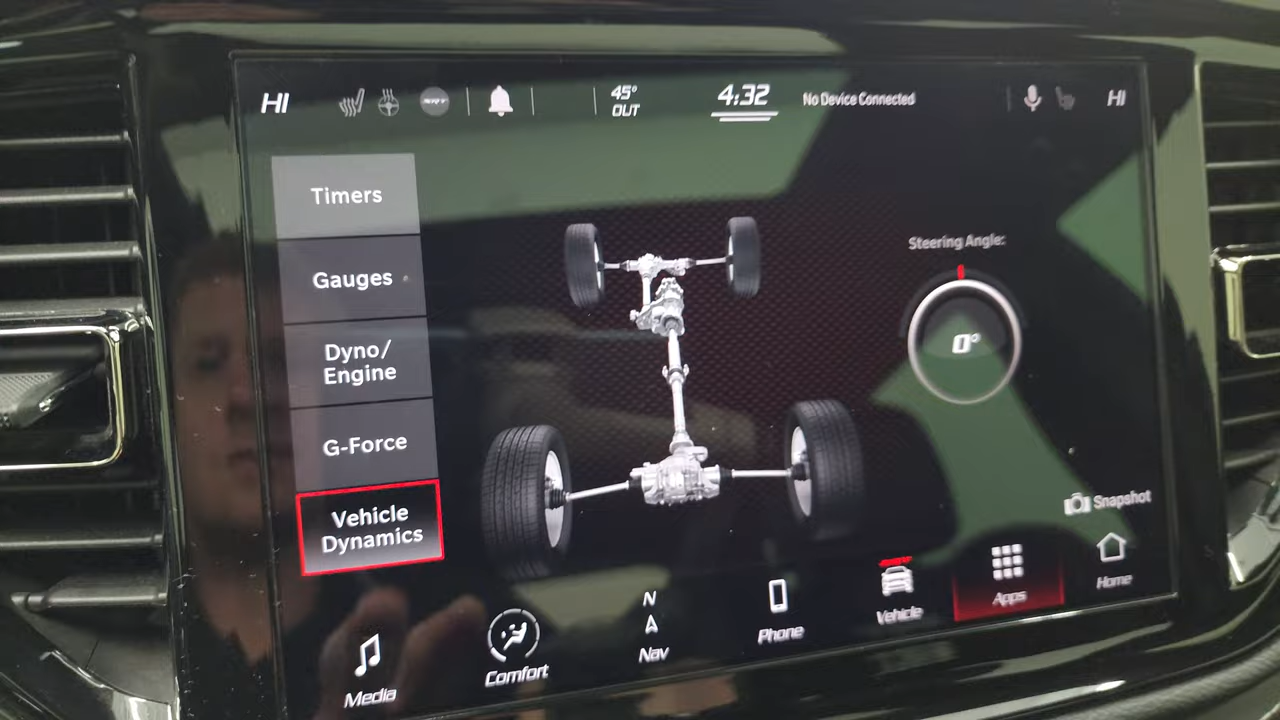 HI
SRT
45°
OUT
4:32
No Device Connected
HI
Timers
Gauges
Dyno/
Engine
G-Force
Vehicle
Dynamics
Steering Angle:
0°
Snapshot
Media
Comfort
N
Nav
Phone
Vehicle
Apps
Home